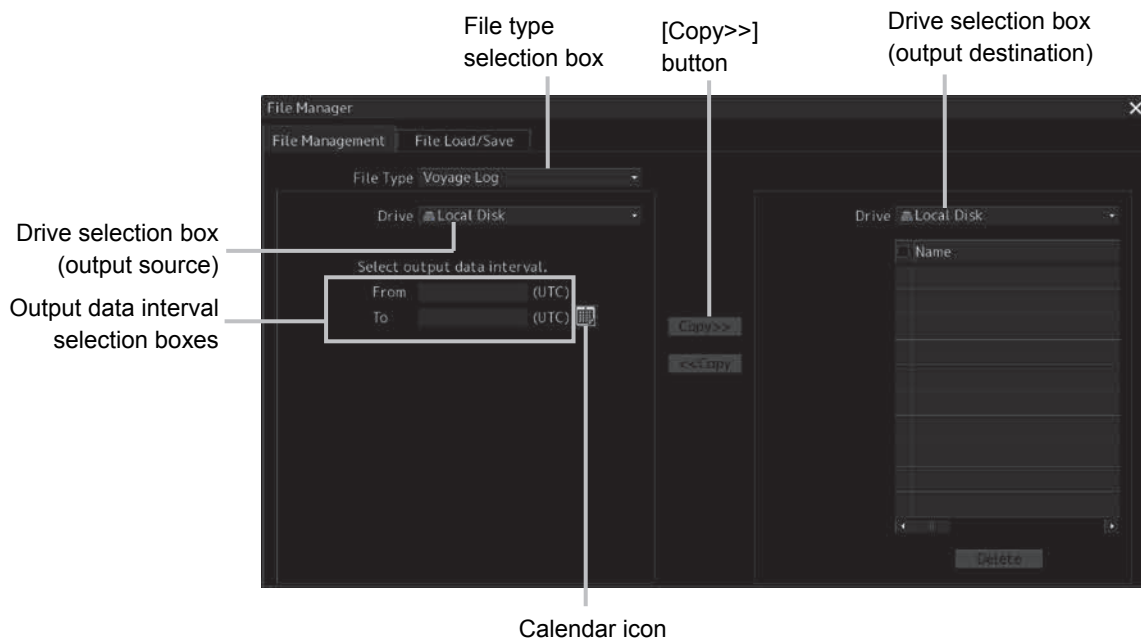 File type
selection box
[Copy>>]
button
Drive selection box
(output destination)
File Manager
File Management
File Load/Save
File Type Voyage Log
Drive selection box
(output source)
Drive Local Disk
Drive Local Disk
Name
Output data interval
selection boxes
Select output data interval.
From (UTC)
To (UTC)
Copy>>
<<Copy
Delete
Calendar icon